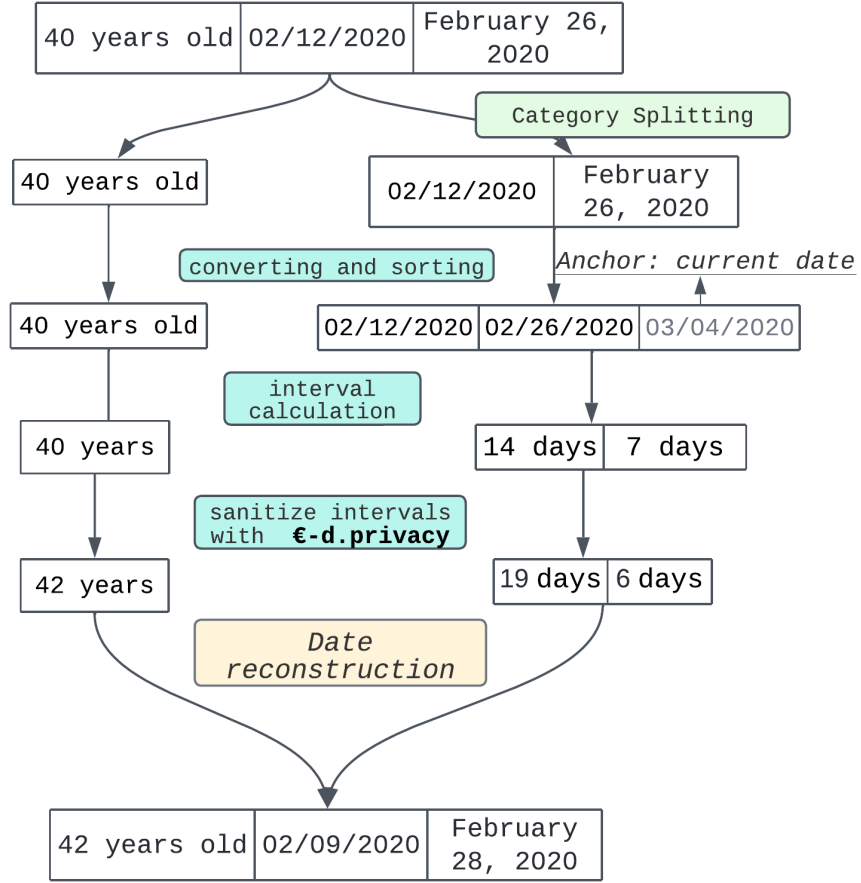 40 years old
02/12/2020
February 26,
2020
Category Splitting
40 years old
02/12/2020
February
26, 2020
converting and sorting
Anchor: current date
40 years old
02/12/2020
02/26/2020
03/04/2020
interval
calculation
40 years
14 days
7 days
sanitize intervals
with €-d.privacy
42 years
19 days
6 days
Date
reconstruction
42 years old
02/09/2020
February
28, 2020